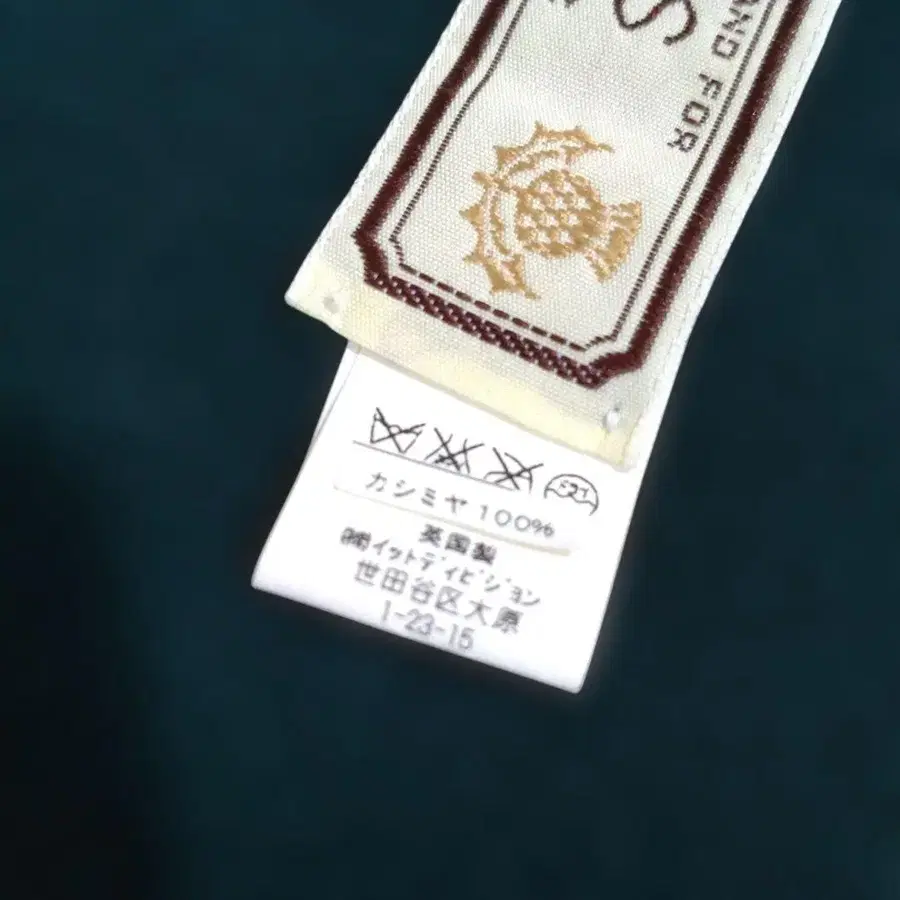 S
AND FOR
カシミヤ 100%
英国製
㈲イットディビジョン
世田谷区大原
1-23-15